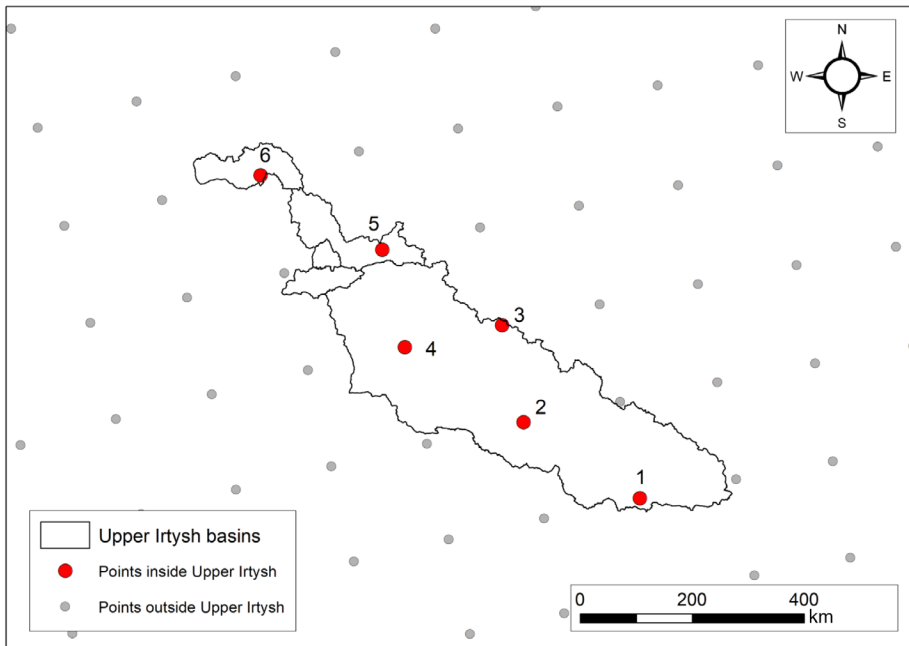 N
W E
S
6
5
3
4
2
1
Upper Irtysh basins
Points inside Upper Irtysh
Points outside Upper Irtysh
0 200 400
km